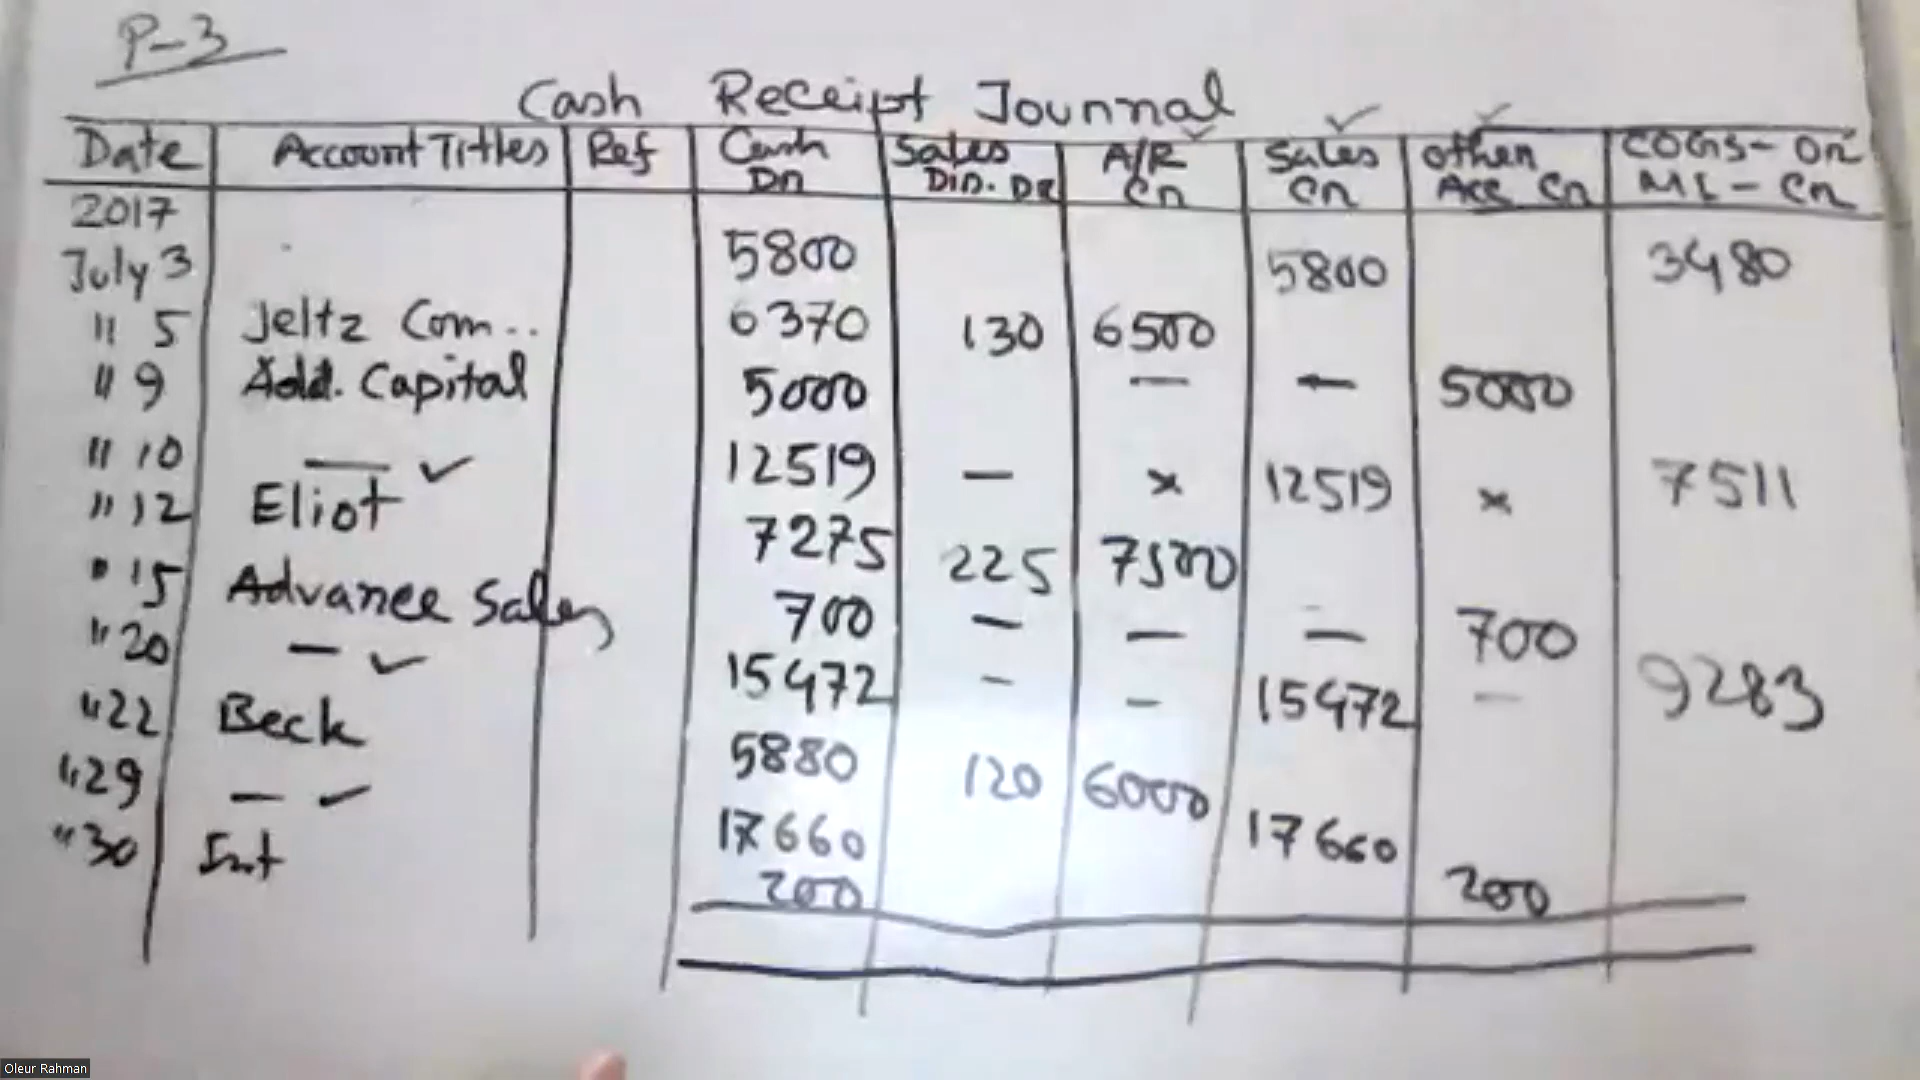 P-3
Cash Receipt Journal
Date Account Titles Ref Cash Dr Sales Dis. Dr A/R Cr Sales Cr Other Acc Cr COGS - Dr MI - Cr
2017
July 3 5800 5800 3480
" 5 Jeltz Com.. 6370 130 6500
" 9 Add. Capital 5000 — — 5000
" 10 — ✓ 12519 — x 12519 x 7511
" 12 Eliot 7275 225 7500
" 15 Advance Sales 700 — — — 700
" 20 — ✓ 15472 - - 15472 - 9283
" 22 Beck 5880 120 6000
" 29 — ✓ 17660 17660
" 30 Int 200 200
Oleur Rahman